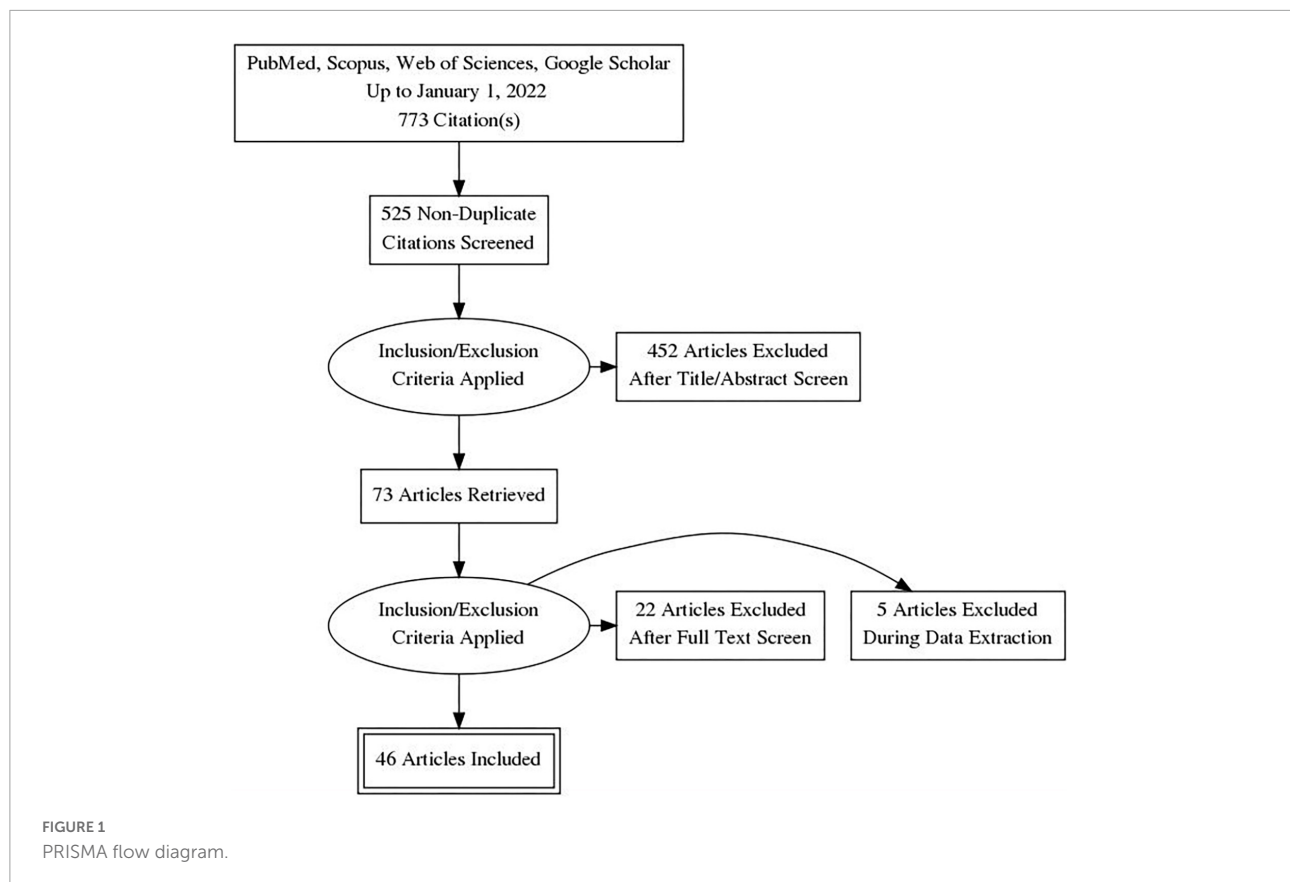 PubMed, Scopus, Web of Sciences, Google Scholar
Up to January 1, 2022
773 Citation(s)
525 Non-Duplicate
Citations Screened
Inclusion/Exclusion
Criteria Applied
452 Articles Excluded
After Title/Abstract Screen
73 Articles Retrieved
Inclusion/Exclusion
Criteria Applied
22 Articles Excluded
After Full Text Screen
5 Articles Excluded
During Data Extraction
46 Articles Included
FIGURE 1
PRISMA flow diagram.